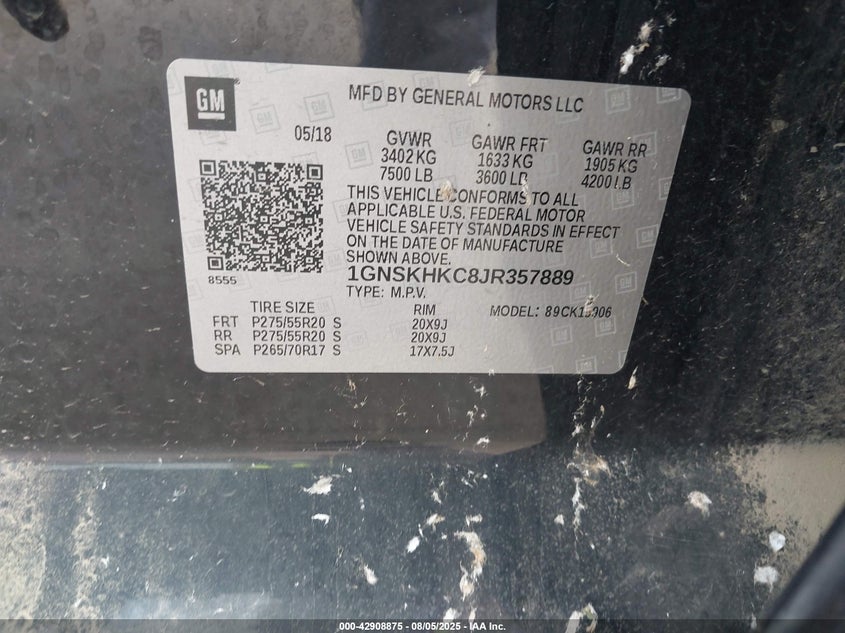 GM
MFD BY GENERAL MOTORS LLC
05/18 GVWR GAWR FRT GAWR RR
3402 KG 1633 KG 1905 KG
7500 LB 3600 LB 4200 LB
THIS VEHICLE CONFORMS TO ALL
APPLICABLE U.S. FEDERAL MOTOR
VEHICLE SAFETY STANDARDS IN EFFECT
ON THE DATE OF MANUFACTURE
SHOWN ABOVE.
8555
1GNSKHKC8JR357889
TYPE: M.P.V.
TIRE SIZE RIM MODEL:
FRT P275/55R20 S 20X9J
RR P275/55R20 S 20X9J
SPA P265/70R17 S 17X7.5J
000-42908875 - 08/05/2025 - IAA Inc.